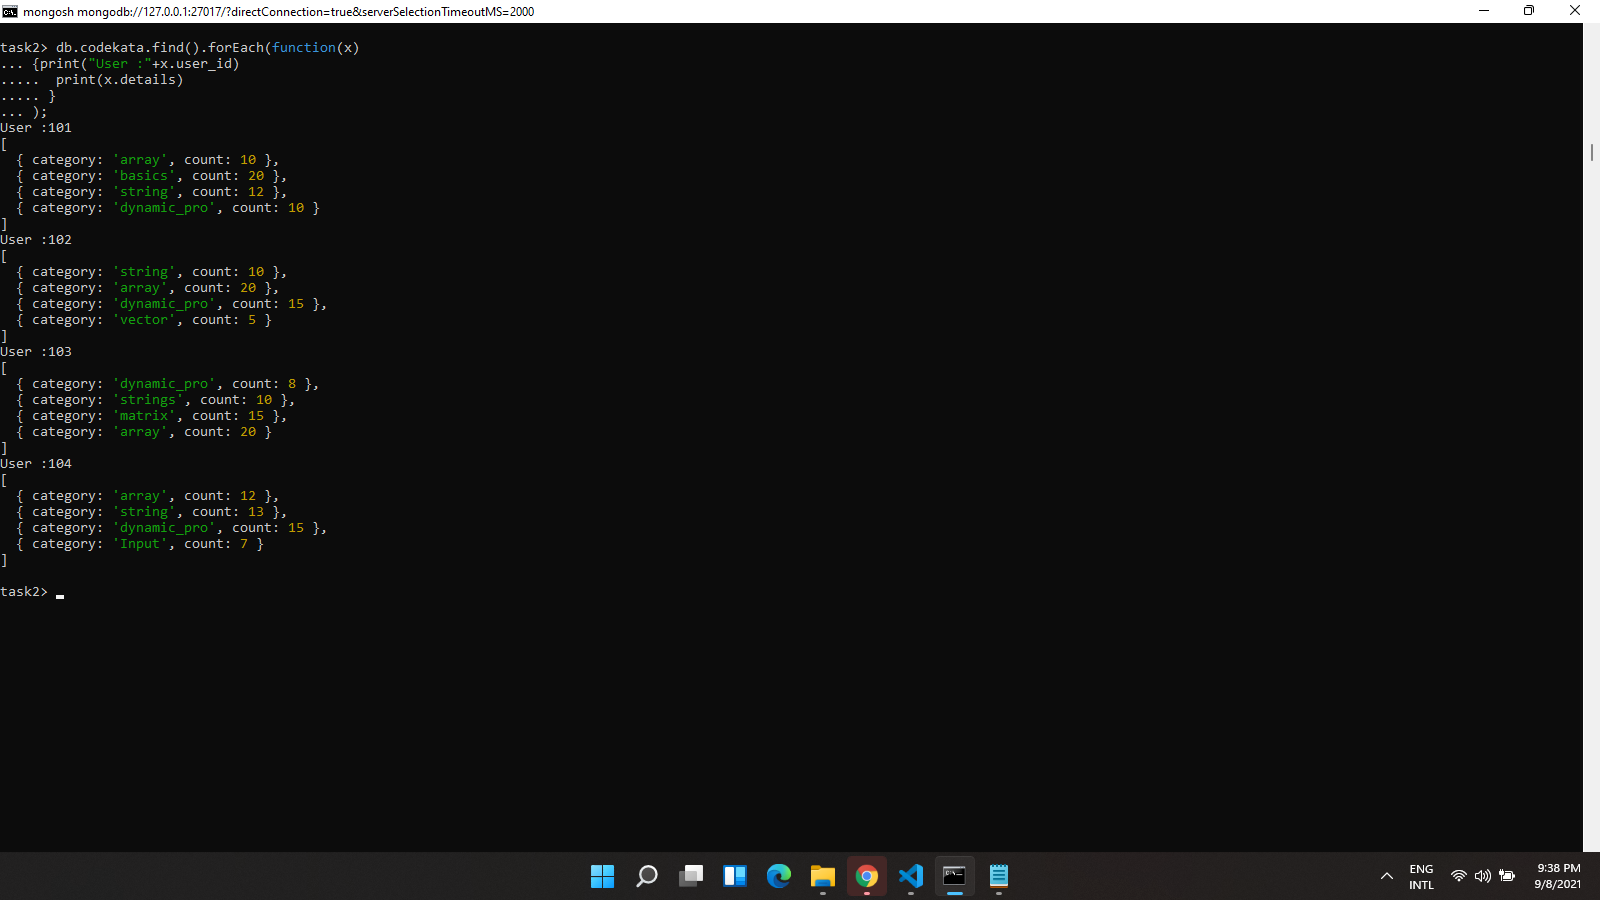 mongosh mongodb://127.0.0.1:27017/?directConnection=true&serverSelectionTimeoutMS=2000
task2> db.codekata.find().forEach(function(x)
... {print("User :"+x.user_id)
.....  print(x.details)
..... }
... );
User :101
[
  { category: 'array', count: 10 },
  { category: 'basics', count: 20 },
  { category: 'string', count: 12 },
  { category: 'dynamic_pro', count: 10 }
]
User :102
[
  { category: 'string', count: 10 },
  { category: 'array', count: 20 },
  { category: 'dynamic_pro', count: 15 },
  { category: 'vector', count: 5 }
]
User :103
[
  { category: 'dynamic_pro', count: 8 },
  { category: 'strings', count: 10 },
  { category: 'matrix', count: 15 },
  { category: 'array', count: 20 }
]
User :104
[
  { category: 'array', count: 12 },
  { category: 'string', count: 13 },
  { category: 'dynamic_pro', count: 15 },
  { category: 'Input', count: 7 }
]
task2>
ENG
INTL
9:38 PM
9/8/2021